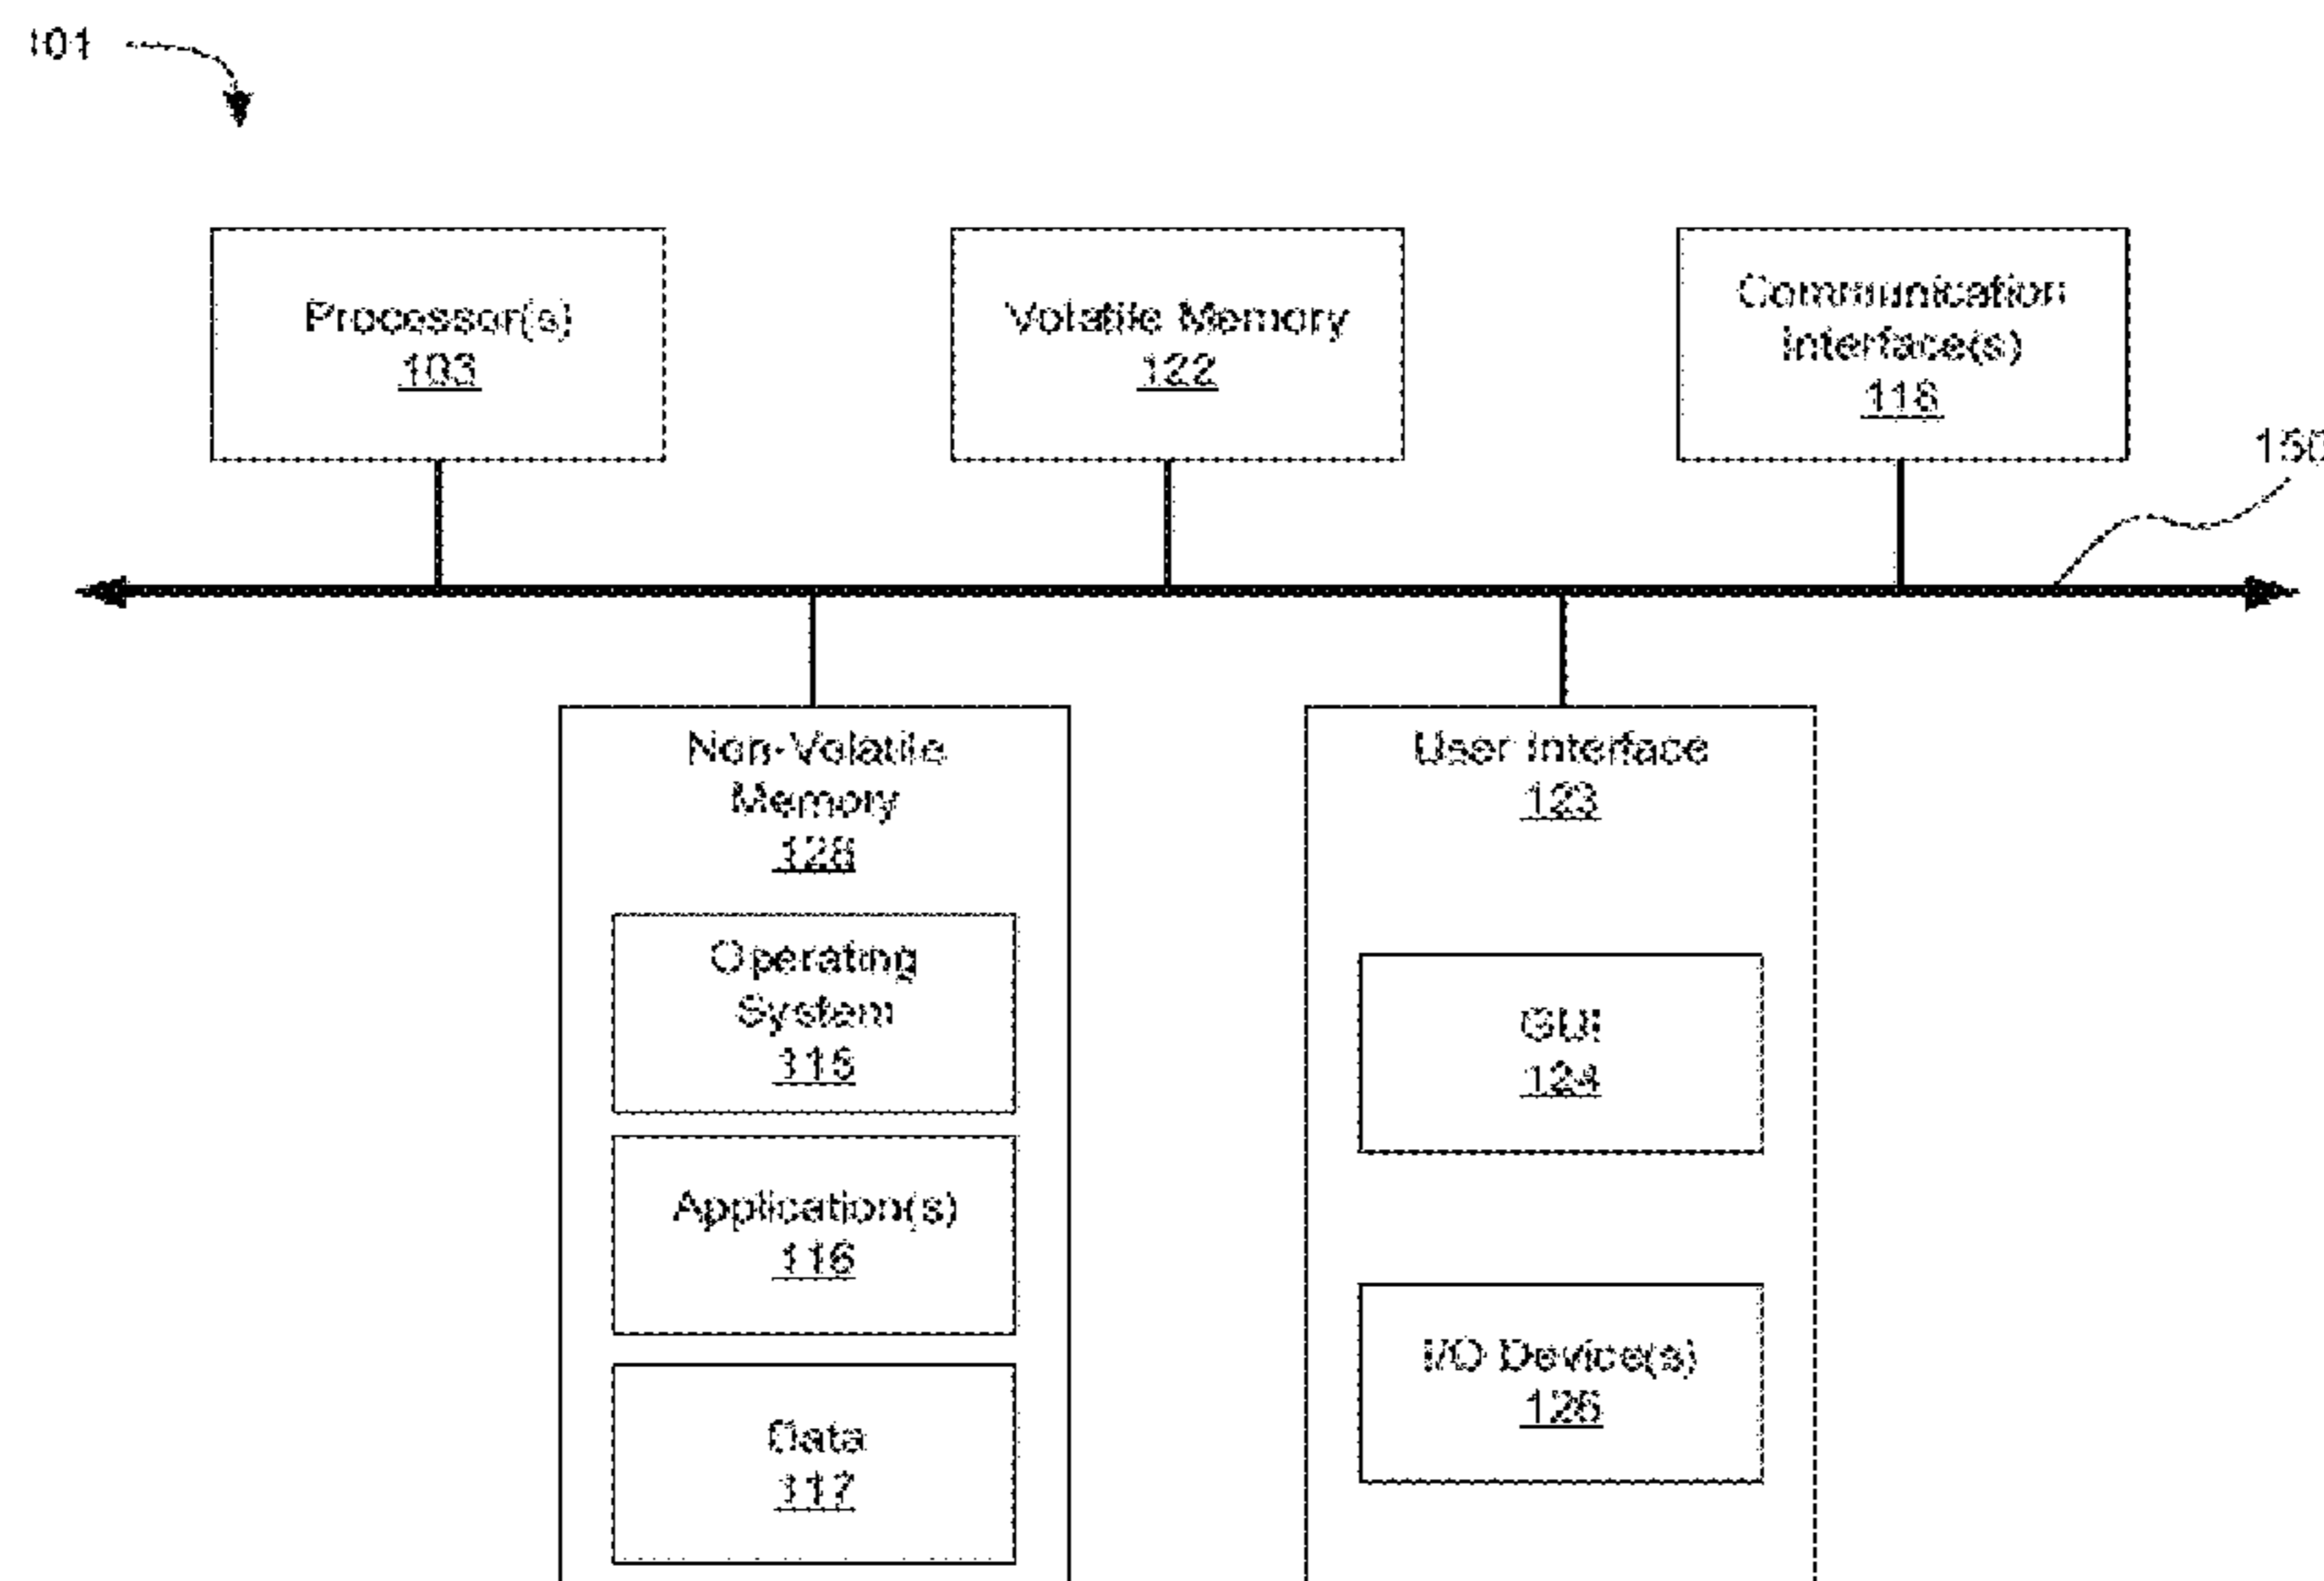 101
Processor(s)
103
Volatile Memory
122
Communication
Interface(s)
118
150
Non-Volatile
Memory
128
Operating
System
115
Application(s)
116
Data
117
User Interface
123
GUI
124
I/O Device(s)
126